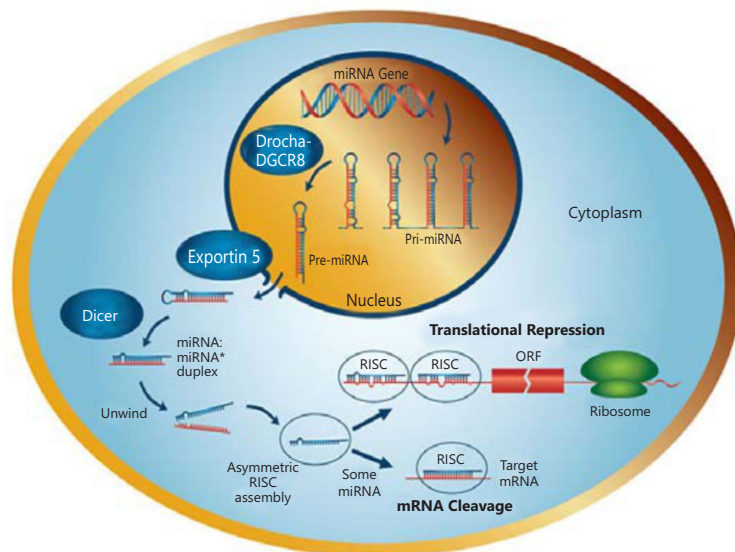 miRNA Gene
Drocha-
DGCR8
Cytoplasm
Pri-miRNA
Exportin 5
Pre-miRNA
Nucleus
Dicer
Translational Repression
miRNA:
miRNA*
duplex
RISC
RISC
ORF
Unwind
Ribosome
Asymmetric
RISC
assembly
Some
miRNA
RISC
Target
mRNA
mRNA Cleavage